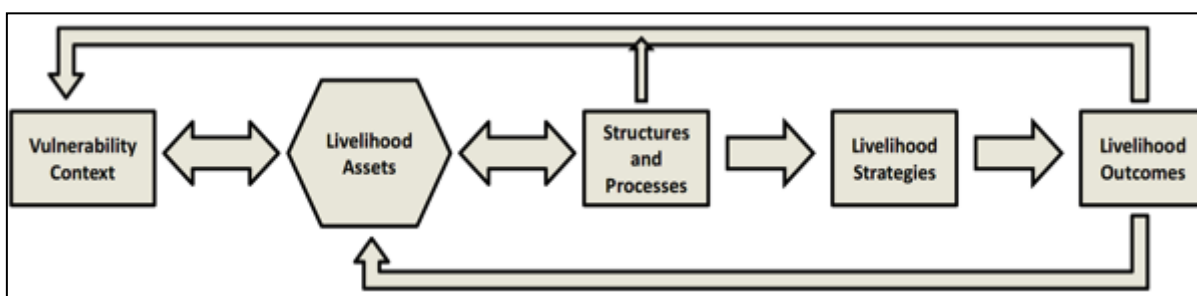 Vulnerability
Context
Livelihood
Assets
Structures
and
Processes
Livelihood
Strategies
Livelihood
Outcomes